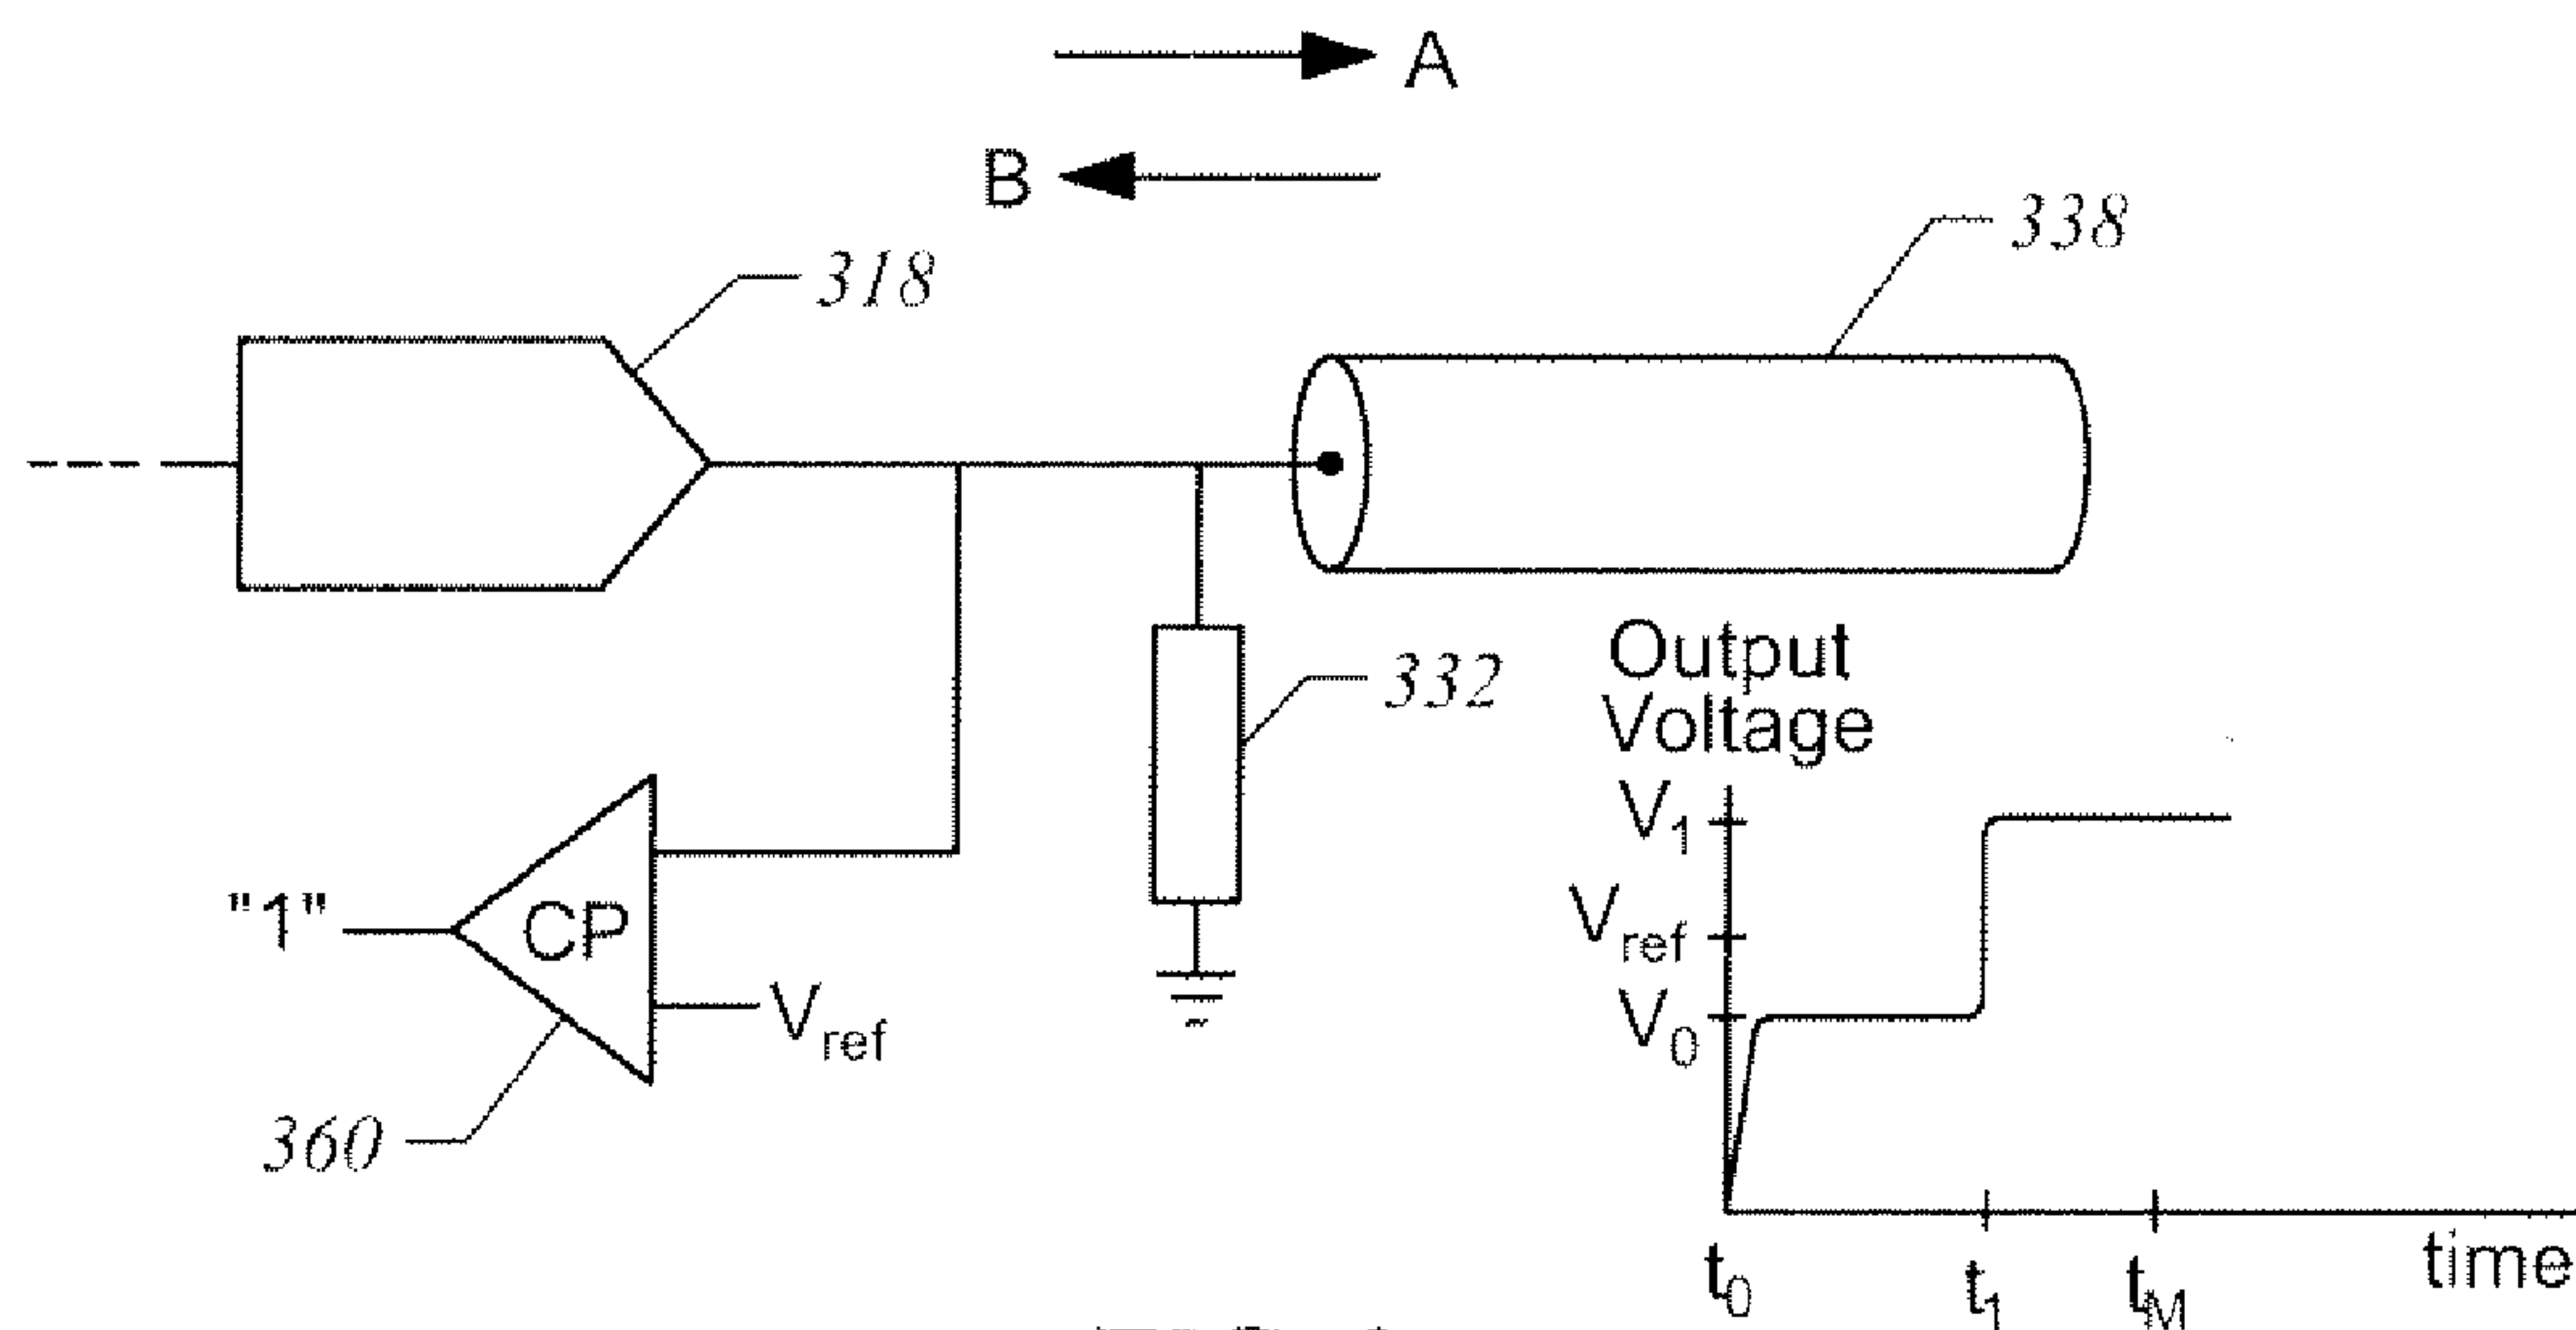 A
B
338
318
Output
Voltage
332
V1
"1"
CP
Vref
Vref
V0
360
t0
t1
tM
time